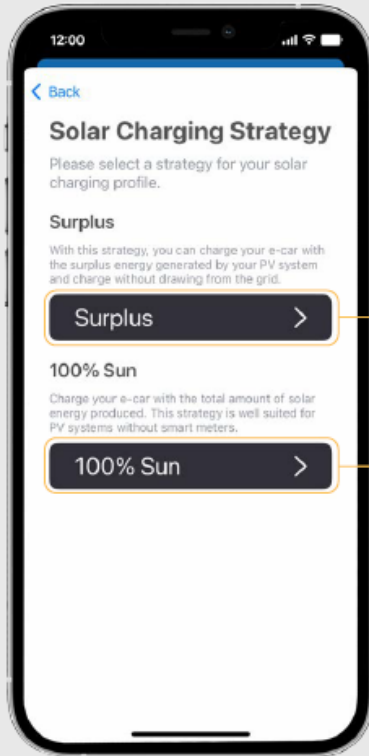 12:00
Back
Solar Charging Strategy
Please select a strategy for your solar
charging profile.
Surplus
With this strategy, you can charge your e-car with
the surplus energy generated by your PV system
and charge without drawing from the grid.
Surplus
100% Sun
Charge your e-car with the total amount of solar
energy produced. This strategy is well suited for
PV systems without smart meters.
100% Sun